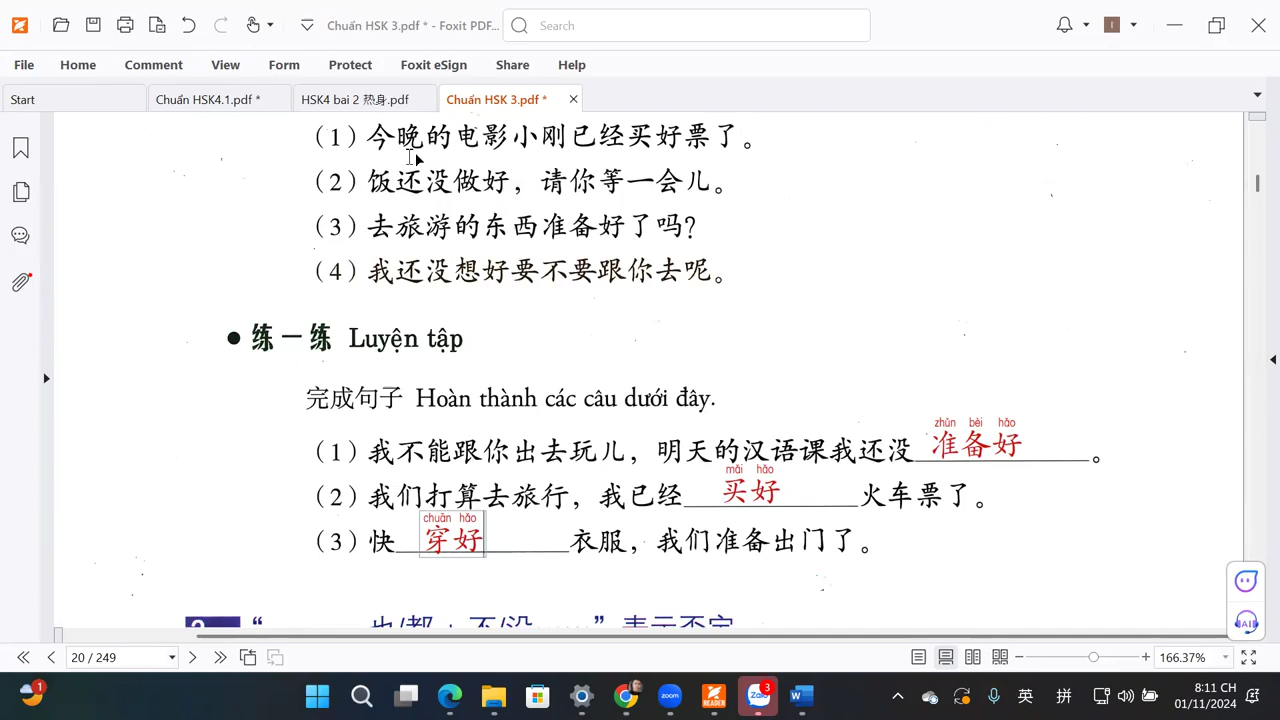 Chuẩn HSK 3.pdf * - Foxit PDF...
Search
I
File Home Comment View Form Protect Foxit eSign Share Help
Start
Chuẩn HSK4.1.pdf *
HSK4 bai 2 热身.pdf
Chuẩn HSK 3.pdf *
(1) 今晚的电影小刚已经买好票了。
(2) 饭还没做好，请你等一会儿。
(3) 去旅游的东西准备好了吗？
(4) 我还没想好要不要跟你去呢。
● 练一练 Luyện tập
完成句子 Hoàn thành các câu dưới đây.
zhǔn bèi hǎo
(1) 我不能跟你出去玩儿，明天的汉语课我还没准备好。
mǎi hǎo
(2) 我们打算去旅行，我已经买好火车票了。
chuān hǎo
(3) 快穿好衣服，我们准备出门了。
AI
20 / 249
166.37%
1
zoom
READER
Zalo
3
W
英
拼
8:11 CH
01/11/2024